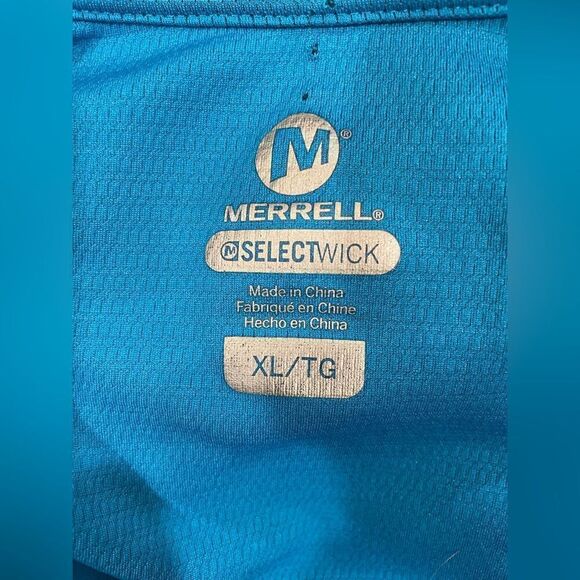 M®
MERRELL®
M SELECTWICK
Made in China
Fabriqué en Chine
Hecho en China
XL/TG